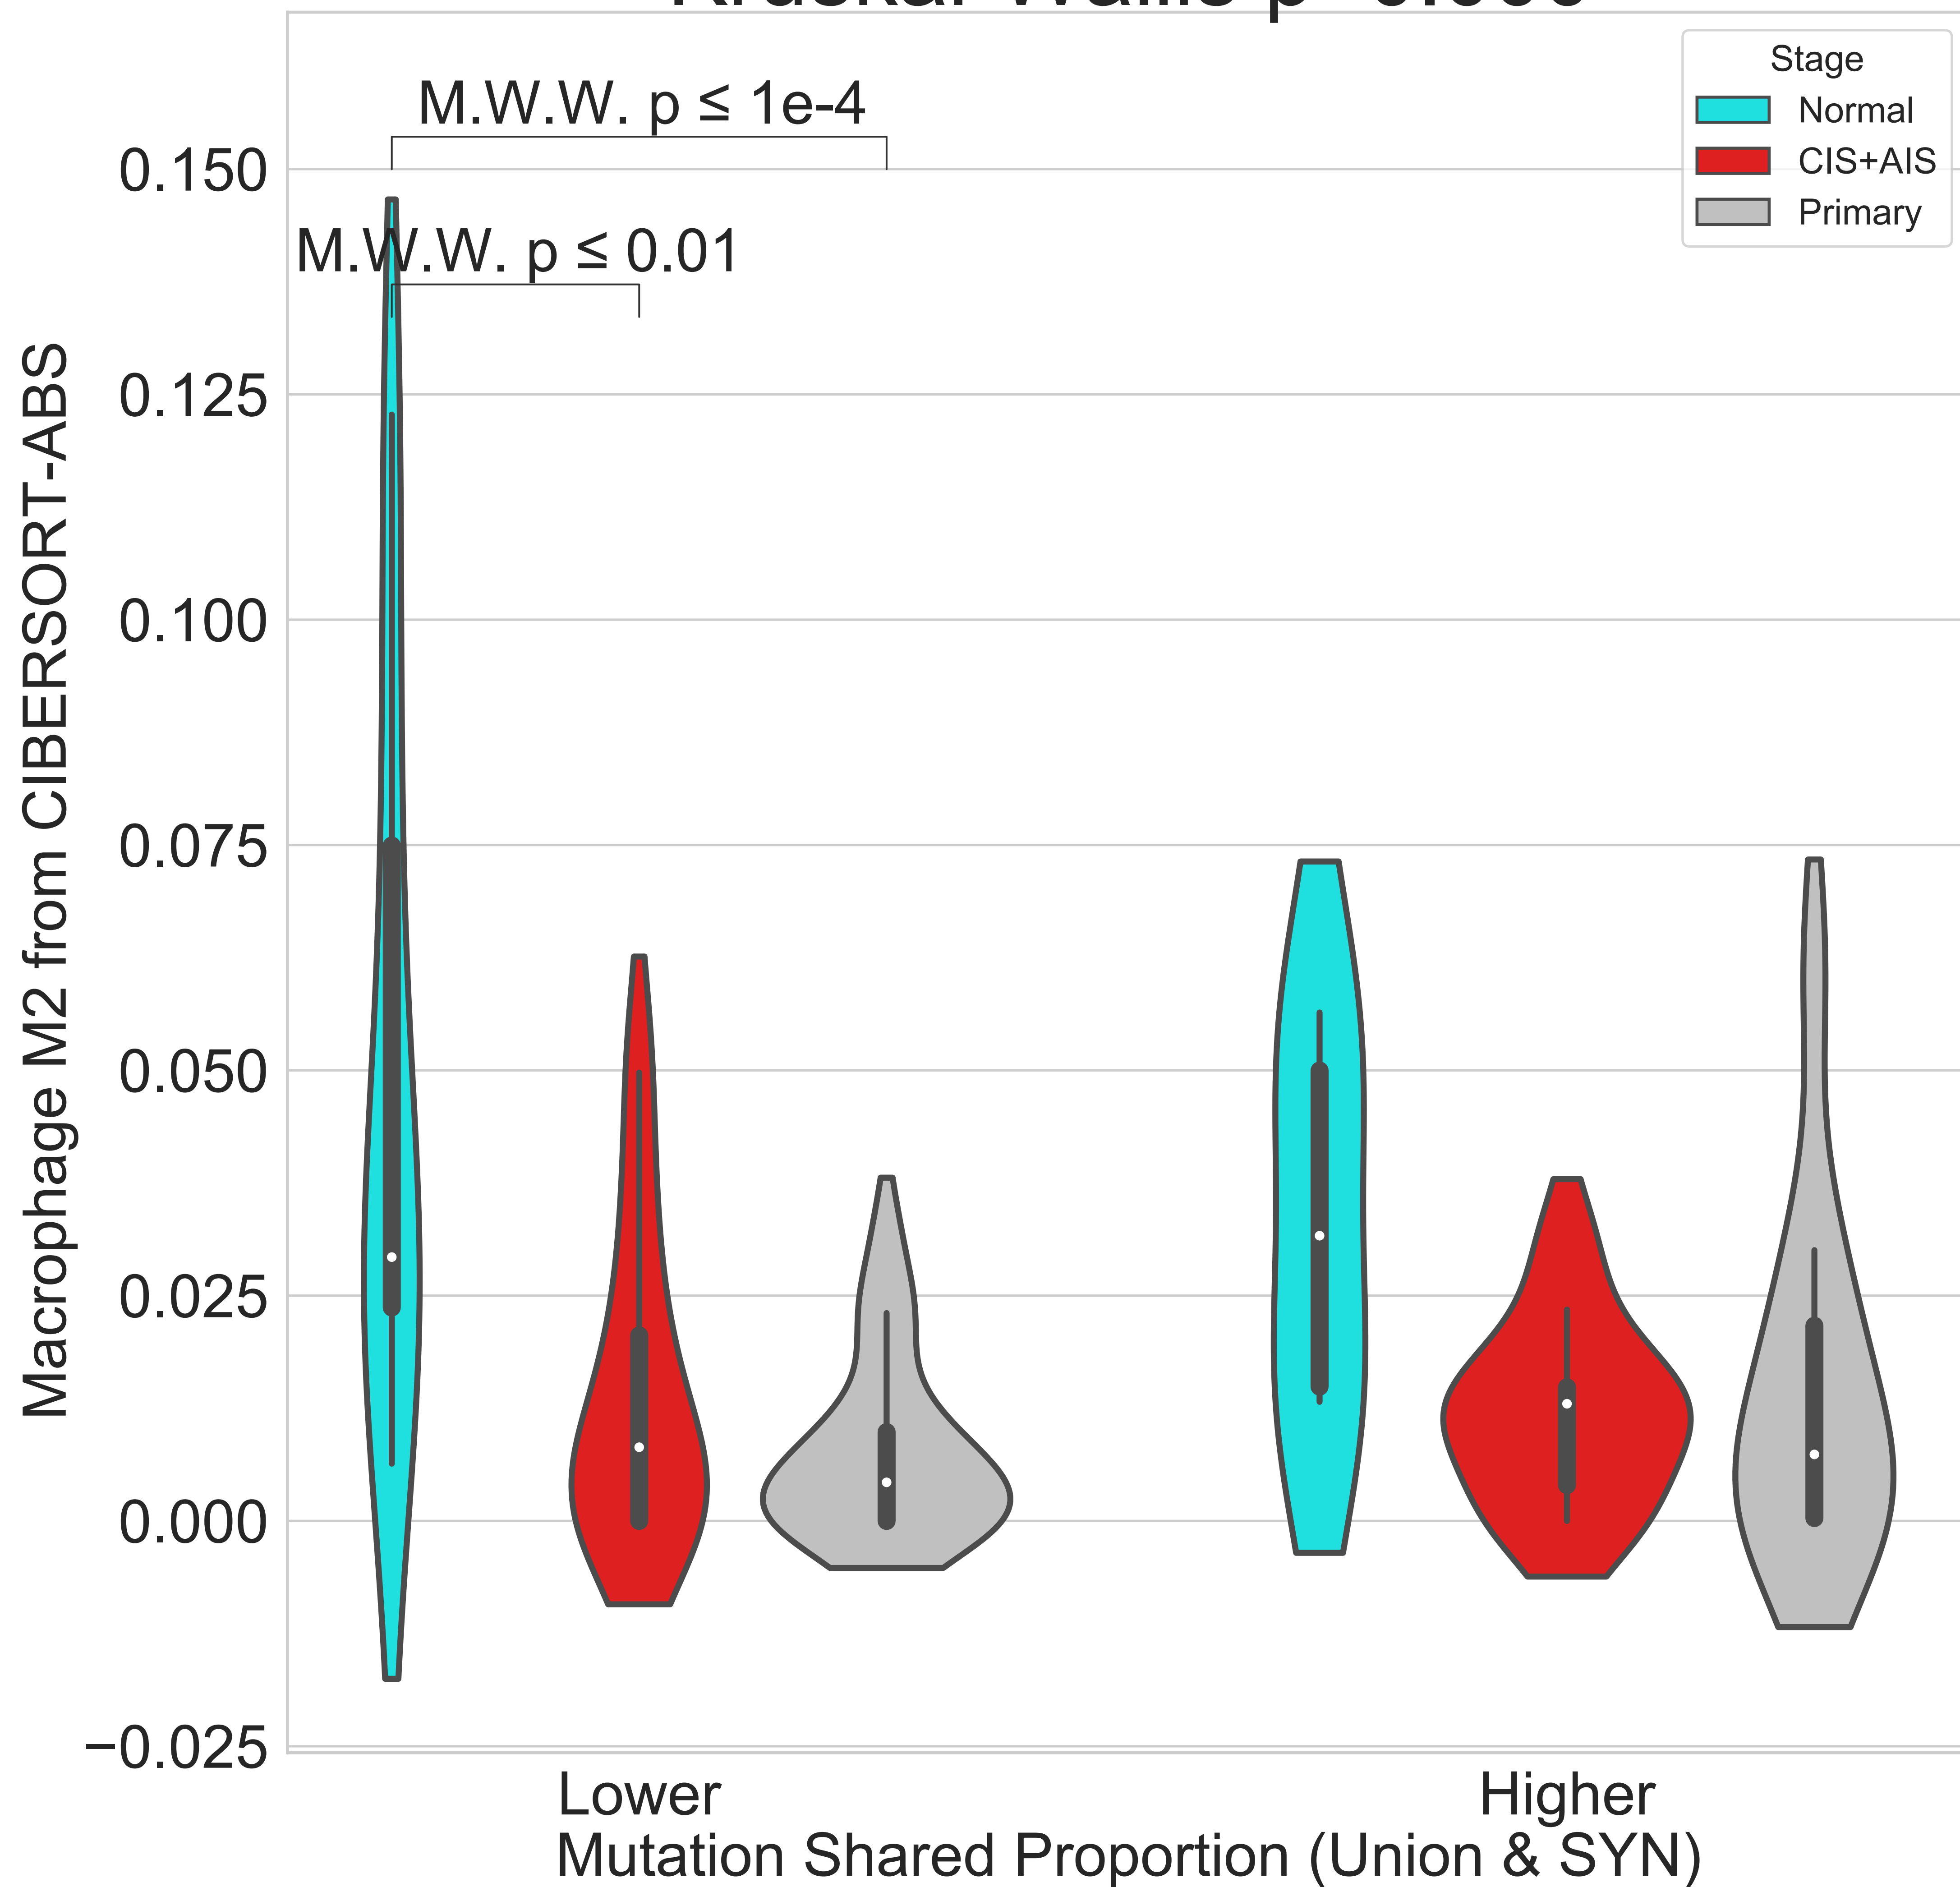 M.W.W. p ≤ 1e-4
M.W.W. p ≤ 0.01
Stage
Normal
CIS+AIS
Primary
Macrophage M2 from CIBERSORT-ABS
0.150
0.125
0.100
0.075
0.050
0.025
0.000
−0.025
Lower
Higher
Mutation Shared Proportion (Union & SYN)